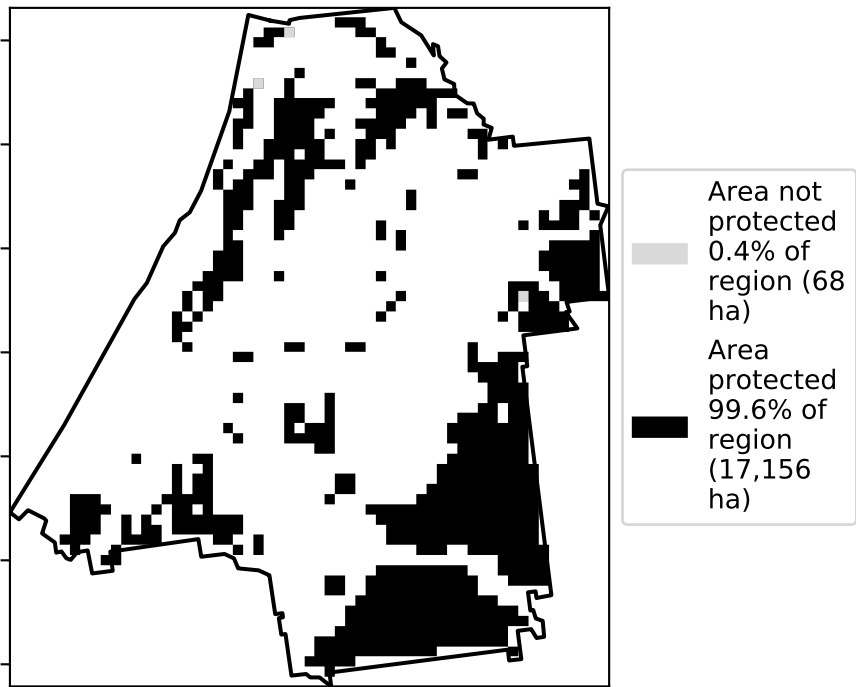 Area not
protected
0.4% of
region (68
ha)
Area
protected
99.6% of
region
(17,156
ha)